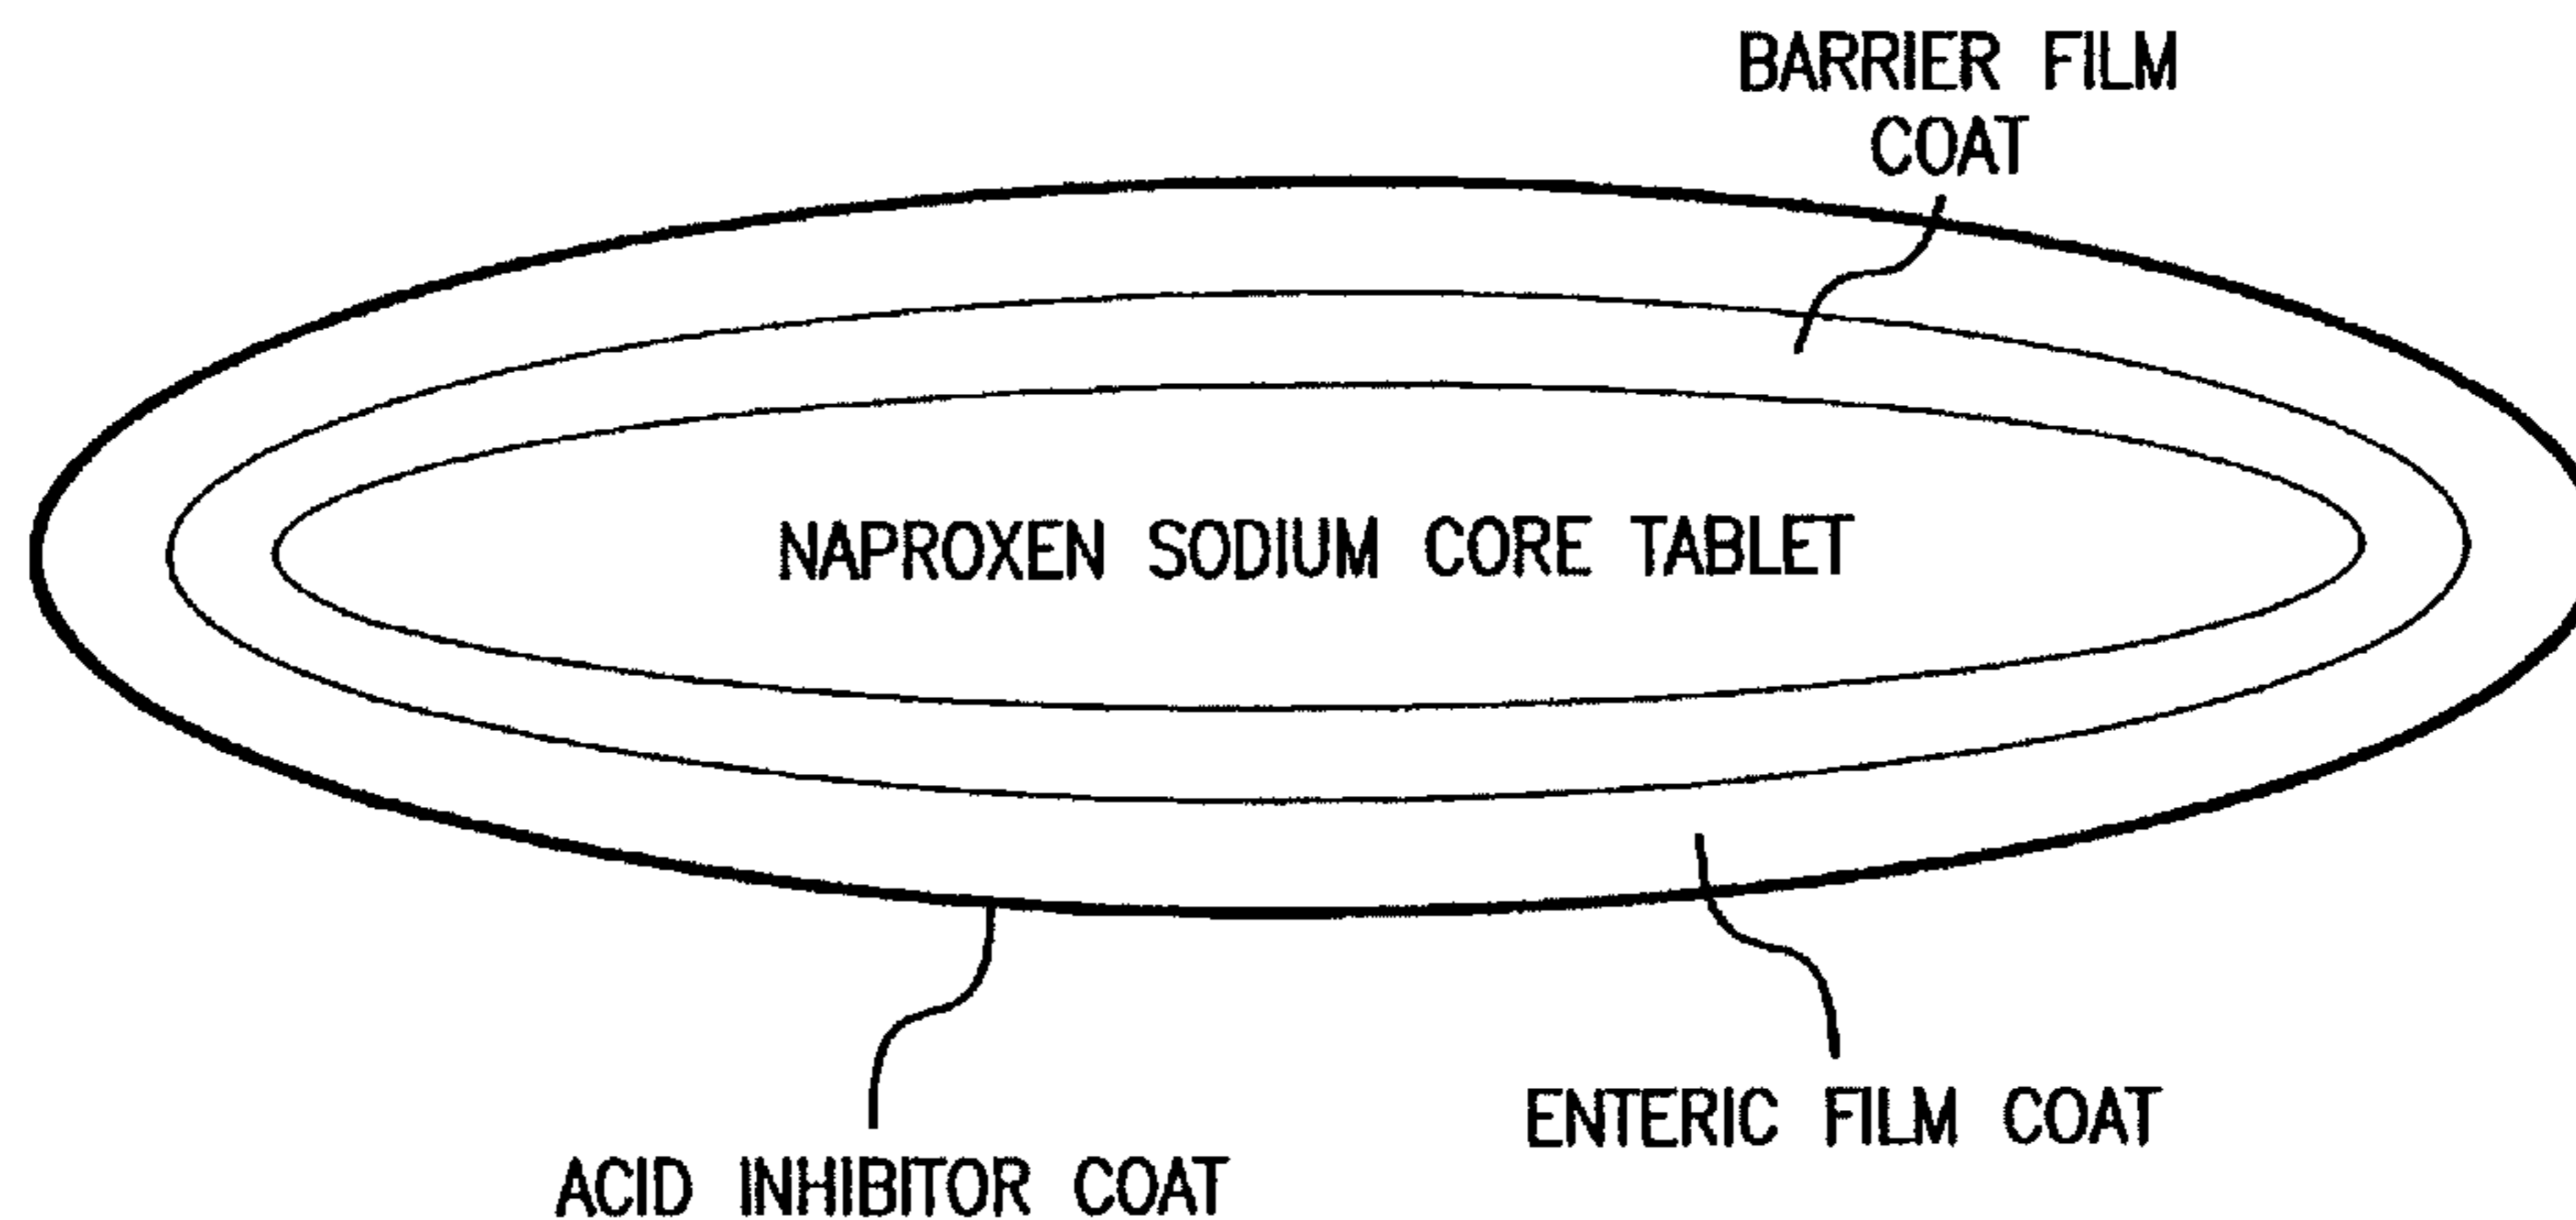 BARRIER FILM
COAT
NAPROXEN SODIUM CORE TABLET
ENTERIC FILM COAT
ACID INHIBITOR COAT